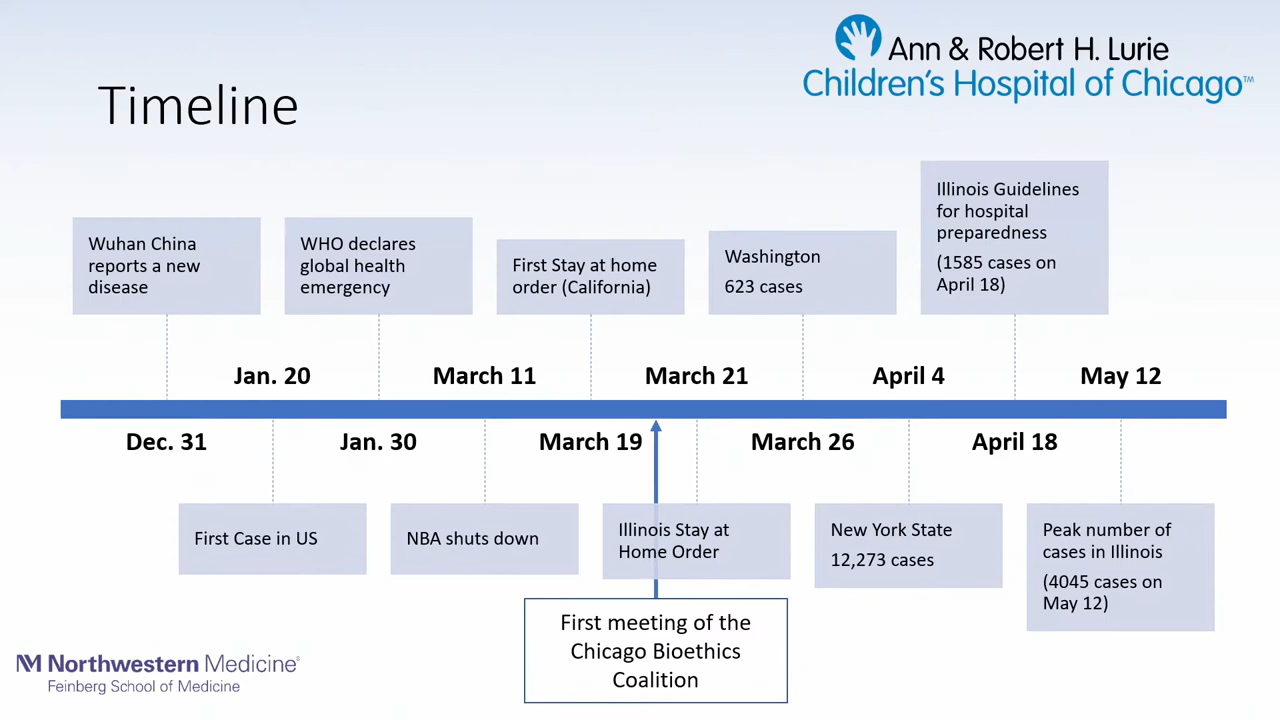 Ann & Robert H. Lurie
Children's Hospital of Chicago™
Timeline
Wuhan China
reports a new
disease
WHO declares
global health
emergency
First Stay at home
order (California)
Washington
623 cases
Illinois Guidelines
for hospital
preparedness
(1585 cases on
April 18)
Jan. 20
March 11
March 21
April 4
May 12
Dec. 31
Jan. 30
March 19
March 26
April 18
First Case in US
NBA shuts down
Illinois Stay at
Home Order
New York State
12,273 cases
Peak number of
cases in Illinois
(4045 cases on
May 12)
First meeting of the
Chicago Bioethics
Coalition
NM Northwestern Medicine®
Feinberg School of Medicine